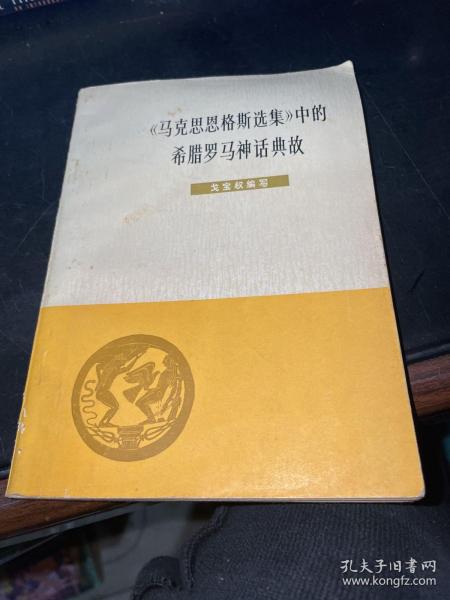 《马克思恩格斯选集》中的
希腊罗马神话典故
戈宝权编写
孔夫子旧书网
www.kongfz.com